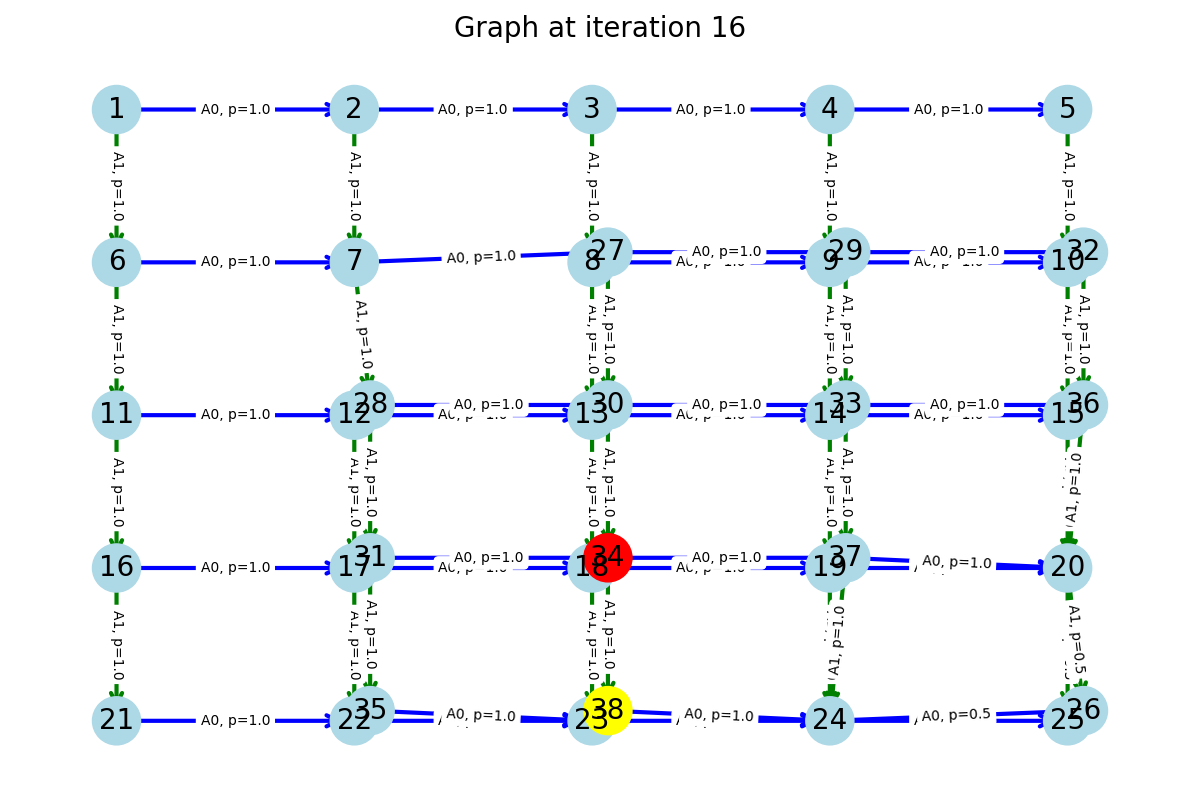 Graph at iteration 16
1 A0, p=1.0 2 A0, p=1.0 3 A0, p=1.0 4 A0, p=1.0 5
A1, p=1.0 A1, p=1.0 A1, p=1.0 A1, p=1.0 A1, p=1.0
27 A0, p=1.0 29 A0, p=1.0 32
6 A0, p=1.0 7 A0, p=1.0 8 9 10
A1, p=1.0 A1, p=1.0 A1, p=1.0 A1, p=1.0 A1, p=1.0
28 A0, p=1.0 30 A0, p=1.0 33 A0, p=1.0 36
11 A0, p=1.0 12 13 14 15
A1, p=1.0 A1, p=1.0 A1, p=1.0 A1, p=1.0 A1, p=1.0
31 A0, p=1.0 34 A0, p=1.0 37 A0, p=1.0
16 A0, p=1.0 17 18 19 20
A1, p=1.0 A1, p=1.0 A1, p=1.0 A1, p=1.0 A1, p=0.5
35 A0, p=1.0 38 A0, p=1.0 A0, p=0.5 26
21 A0, p=1.0 22 23 24 25